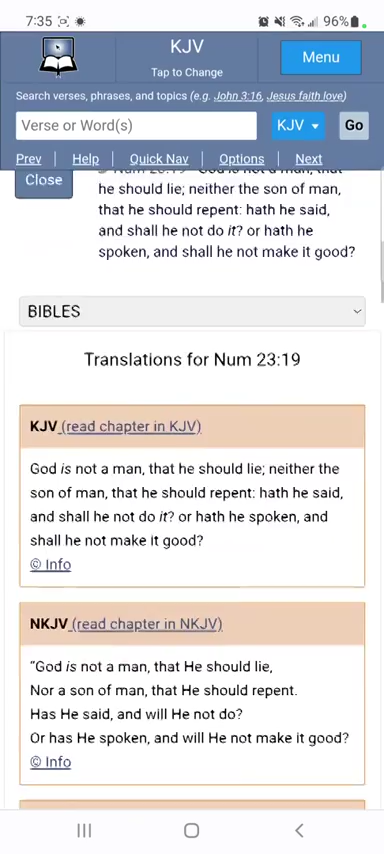 7:35
96%
KJV
Tap to Change
Menu
Search verses, phrases, and topics (e.g. John 3:16, Jesus faith love)
Verse or Word(s)
KJV
Go
Prev | Help | Quick Nav | Options | Next
Close
Num 23:19 God is not a man, that
he should lie; neither the son of man,
that he should repent: hath he said,
and shall he not do it? or hath he
spoken, and shall he not make it good?
BIBLES
Translations for Num 23:19
KJV (read chapter in KJV)
God is not a man, that he should lie; neither the
son of man, that he should repent: hath he said,
and shall he not do it? or hath he spoken, and
shall he not make it good?
© Info
NKJV (read chapter in NKJV)
“God is not a man, that He should lie,
Nor a son of man, that He should repent.
Has He said, and will He not do?
Or has He spoken, and will He not make it good?
© Info